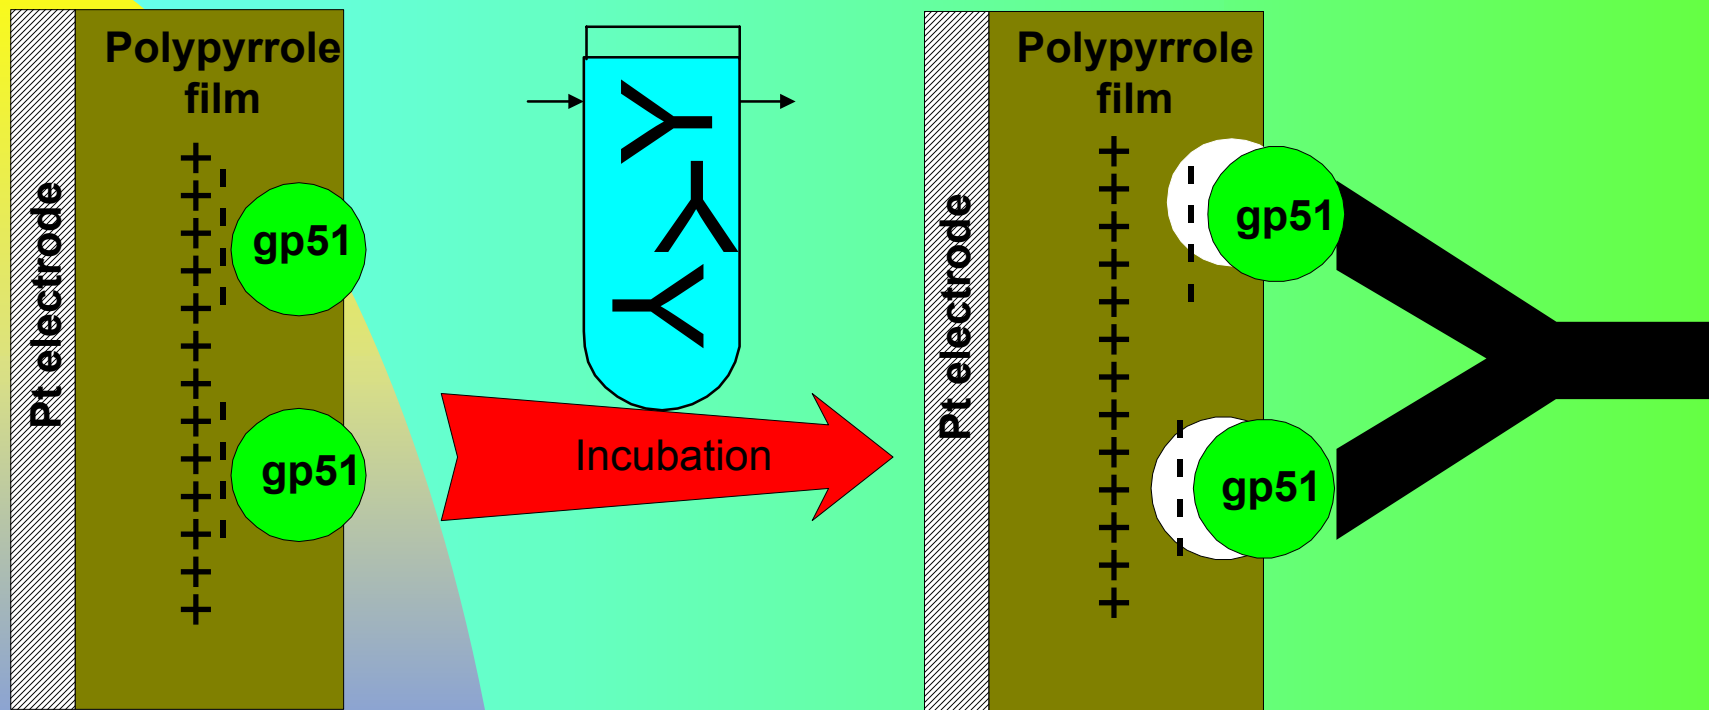 Polypyrrole
film
Pt electrode
gp51
gp51
Incubation
Polypyrrole
film
Pt electrode
gp51
gp51